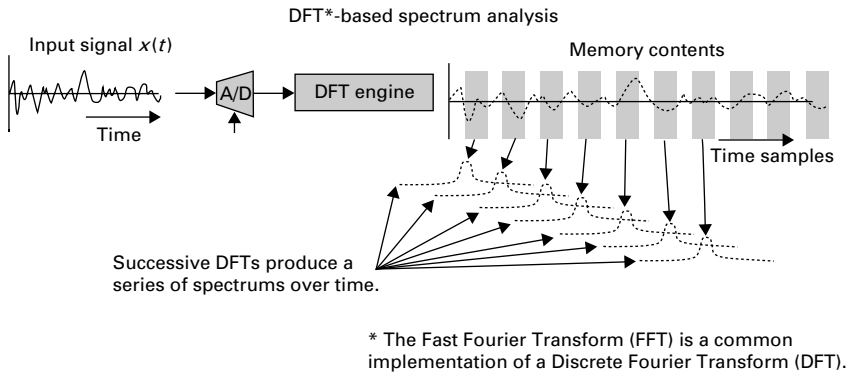 DFT*-based spectrum analysis
Input signal x(t)
Memory contents
A/D
DFT engine
Time
Time samples
Successive DFTs produce a
series of spectrums over time.
* The Fast Fourier Transform (FFT) is a common
implementation of a Discrete Fourier Transform (DFT).